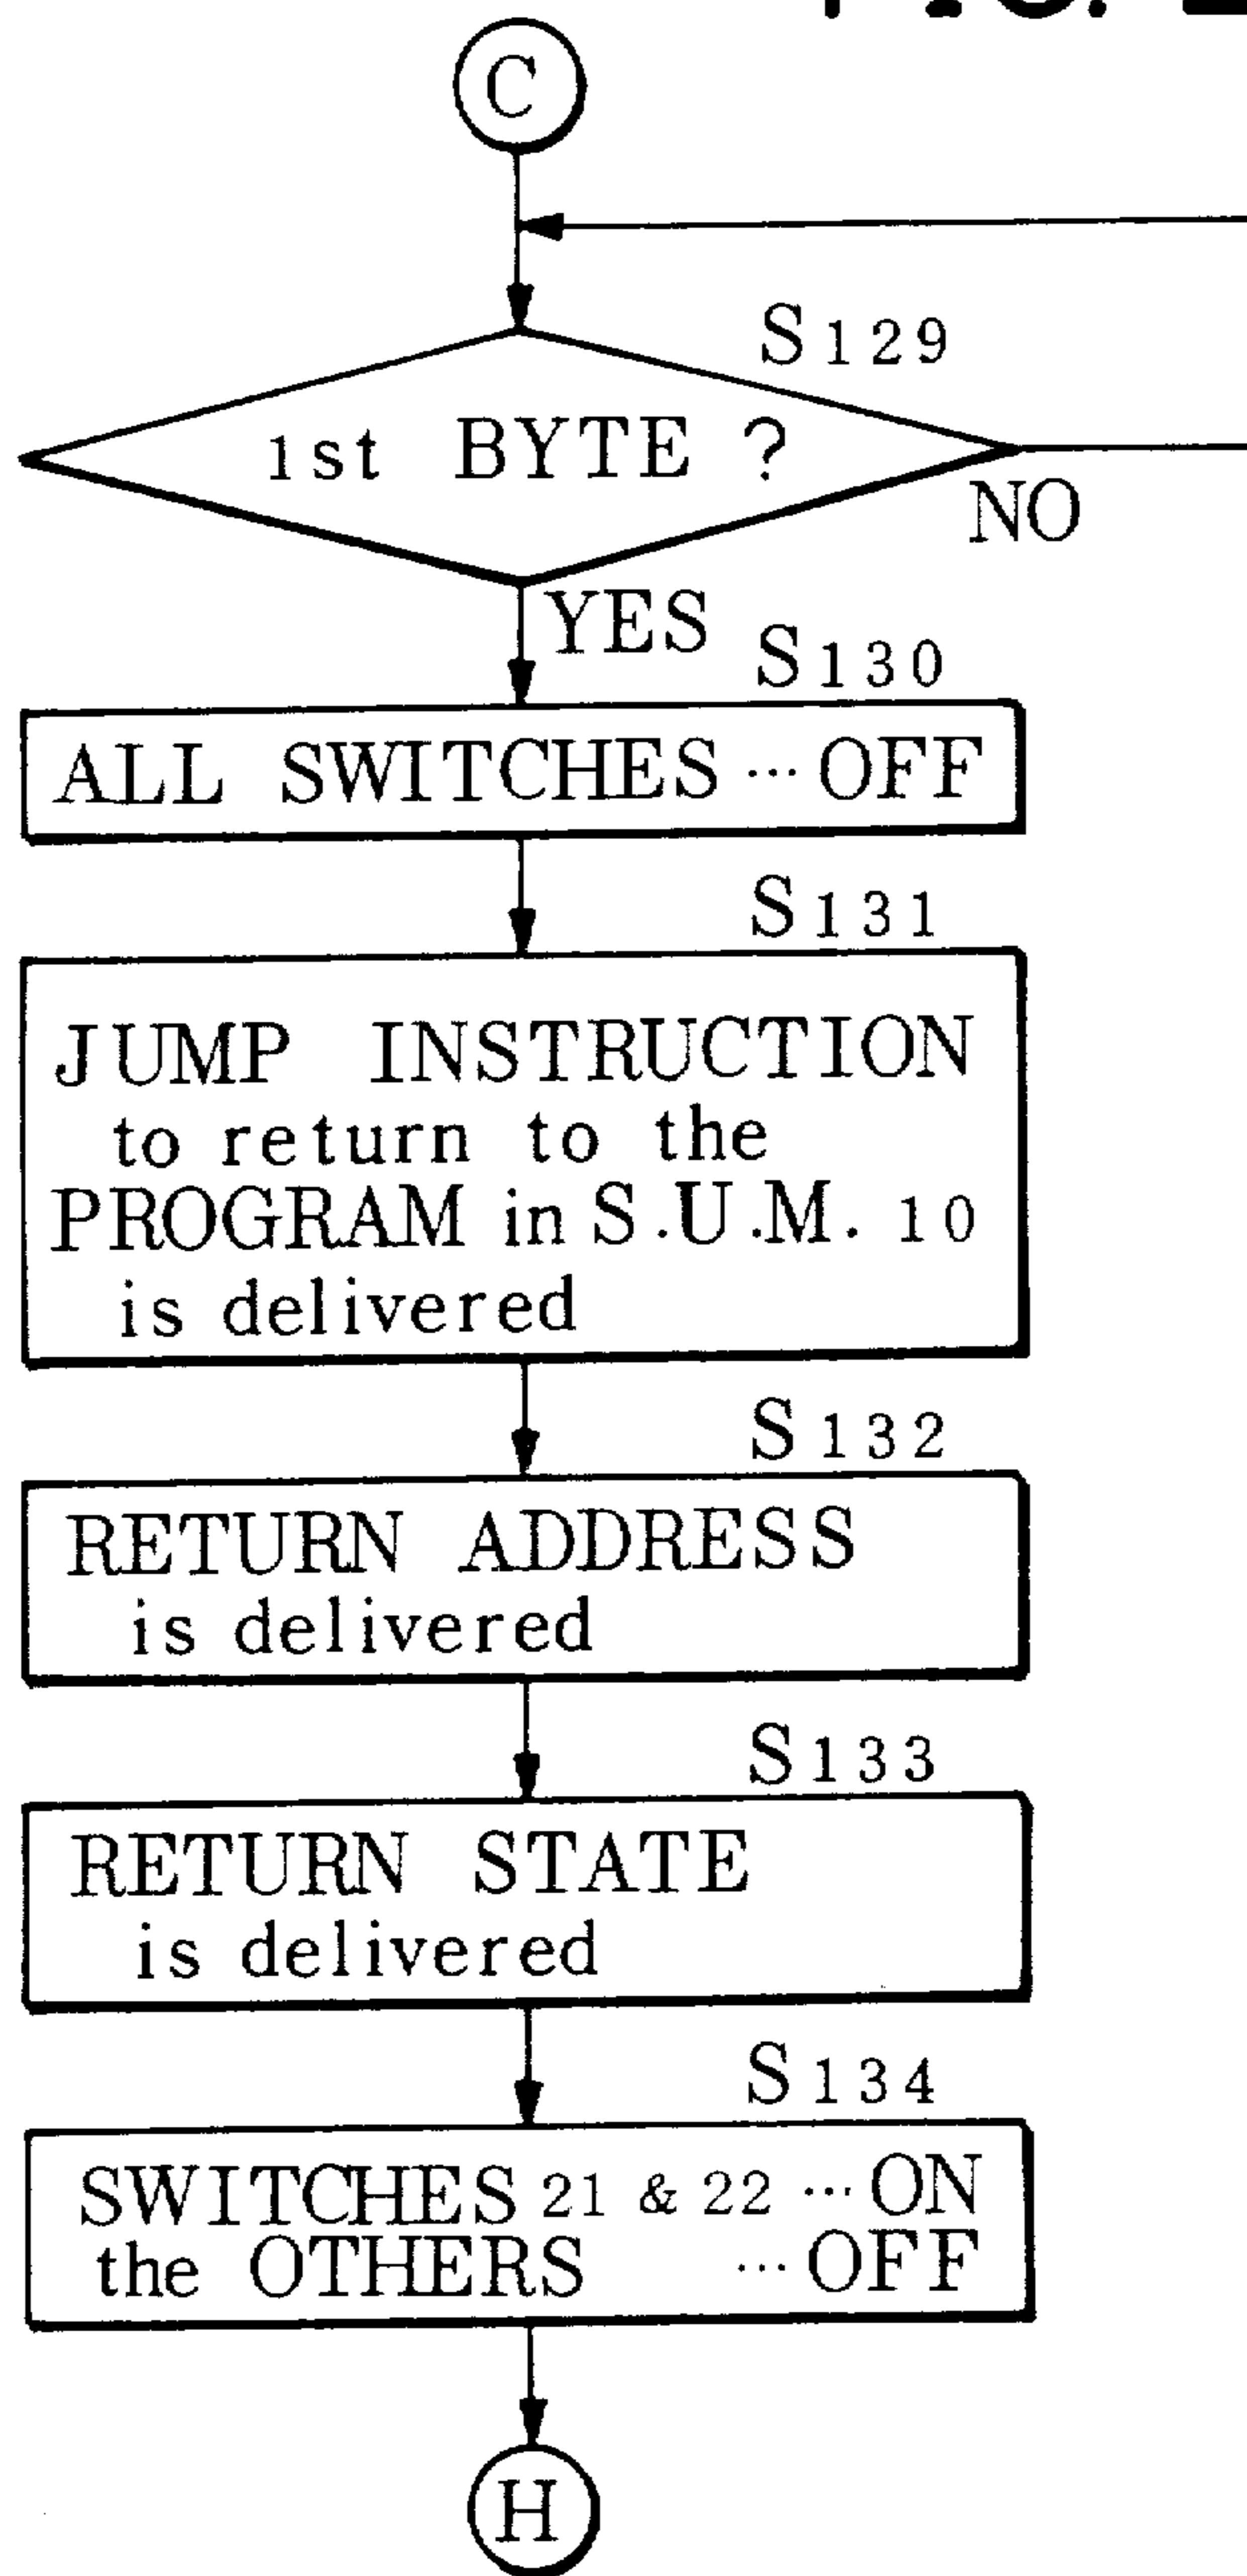 C
S129
1st BYTE ?
NO
YES
S130
ALL SWITCHES … OFF
S131
JUMP INSTRUCTION
to return to the
PROGRAM in S.U.M. 10
is delivered
S132
RETURN ADDRESS
is delivered
S133
RETURN STATE
is delivered
S134
SWITCHES 21 & 22 … ON
the OTHERS … OFF
H